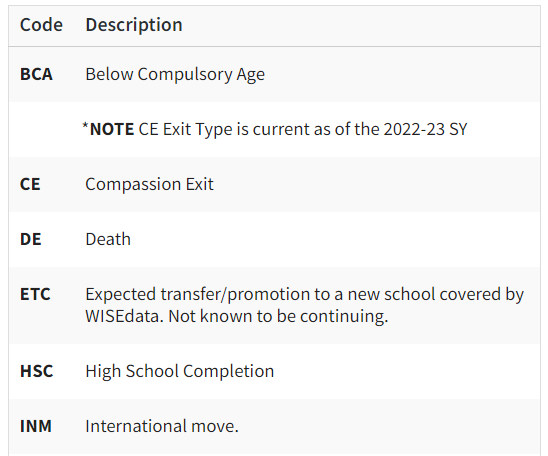 Code Description
BCA Below Compulsory Age
*NOTE CE Exit Type is current as of the 2022-23 SY
CE Compassion Exit
DE Death
ETC Expected transfer/promotion to a new school covered by
WISEdata. Not known to be continuing.
HSC High School Completion
INM International move.